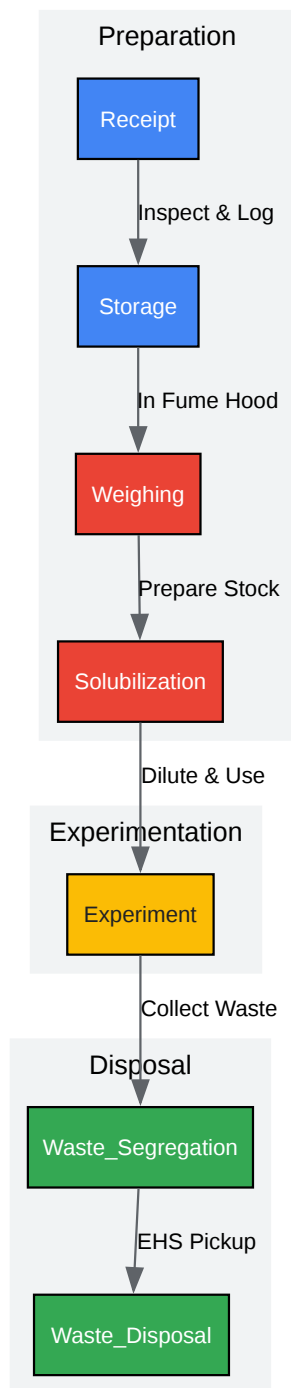 Preparation
Receipt
Inspect & Log
Storage
In Fume Hood
Weighing
Prepare Stock
Solubilization
Dilute & Use
Experimentation
Experiment
Collect Waste
Disposal
Waste_Segregation
EHS Pickup
Waste_Disposal